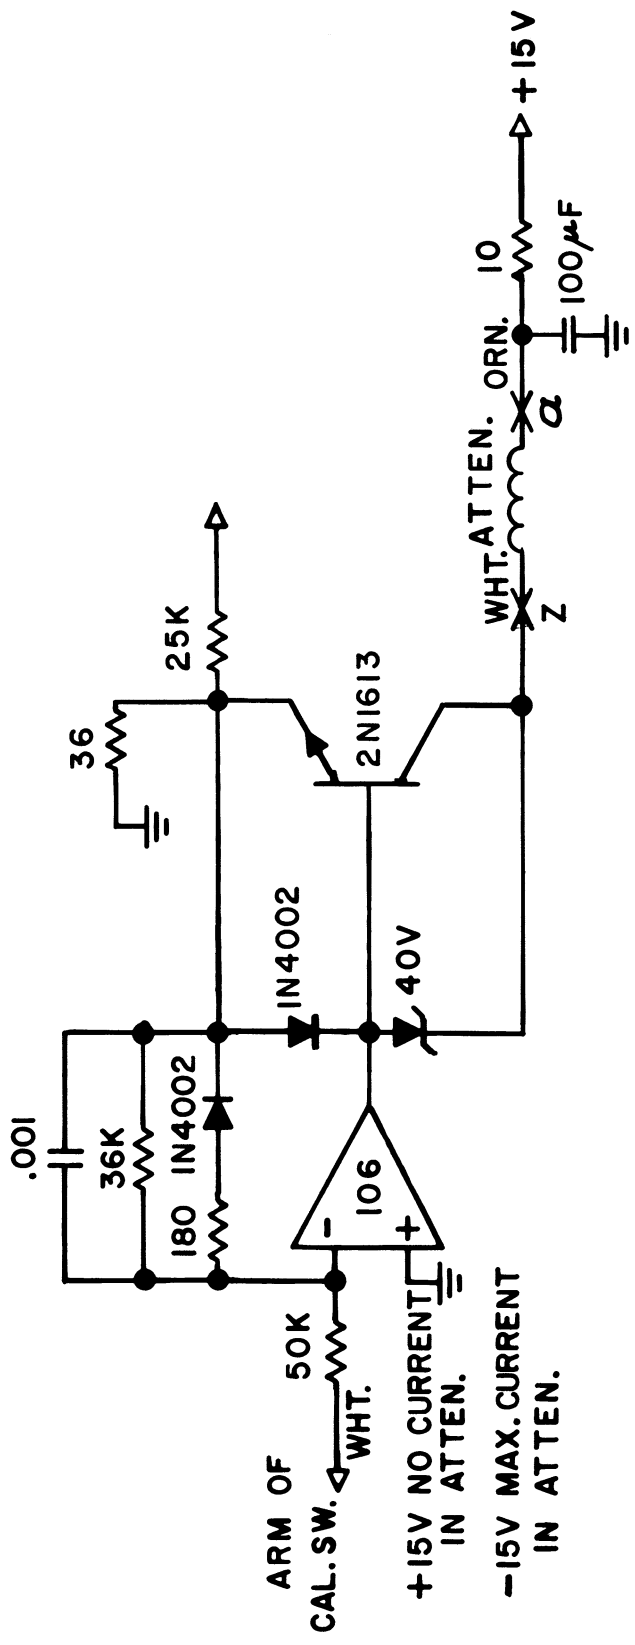 .001
36K
180 1N4002
1N4002
36
25K
2N1613
40V
106
-
+
50K
WHT.
ARM OF
CAL. SW.
+15V NO CURRENT
IN ATTEN.
-15V MAX. CURRENT
IN ATTEN.
WHT. ATTEN. ORN.
Z
a
10
100µF
+15V